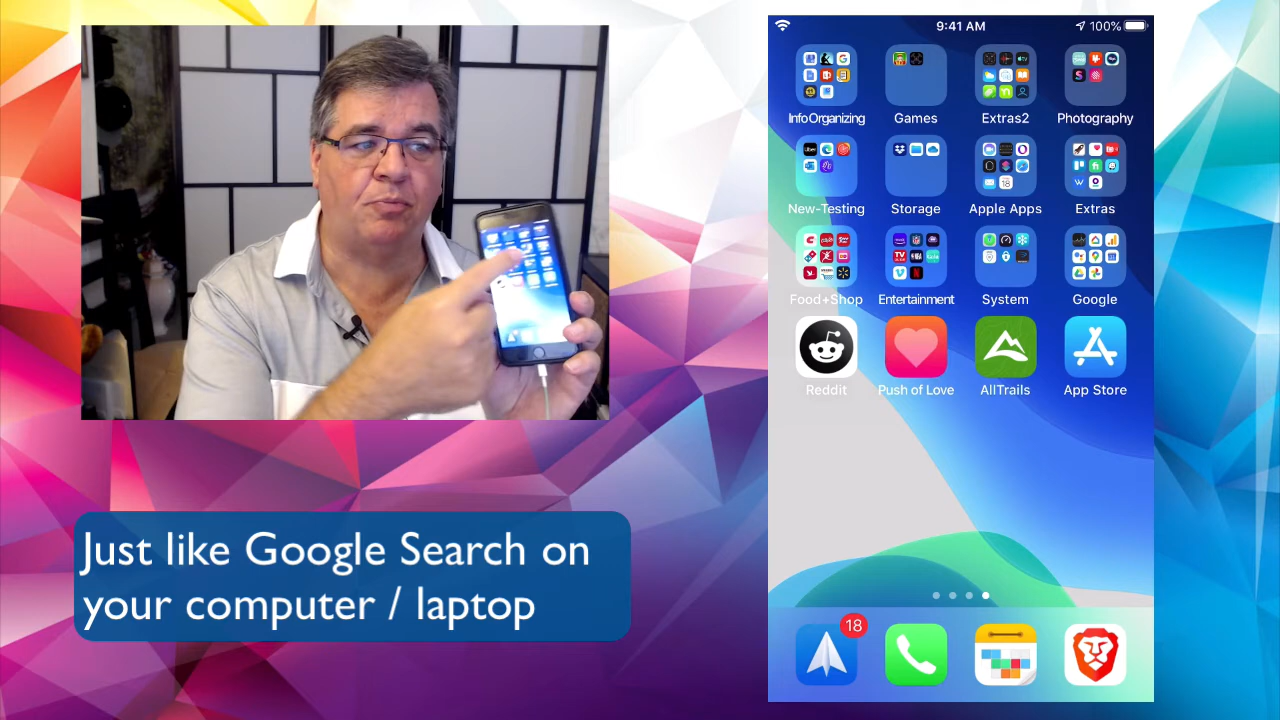 9:41 AM
100%
InfoOrganizing
Games
Extras2
Photography
New-Testing
Storage
Apple Apps
Extras
Food+Shop
Entertainment
System
Google
Reddit
Push of Love
AllTrails
App Store
18
Just like Google Search on
your computer / laptop